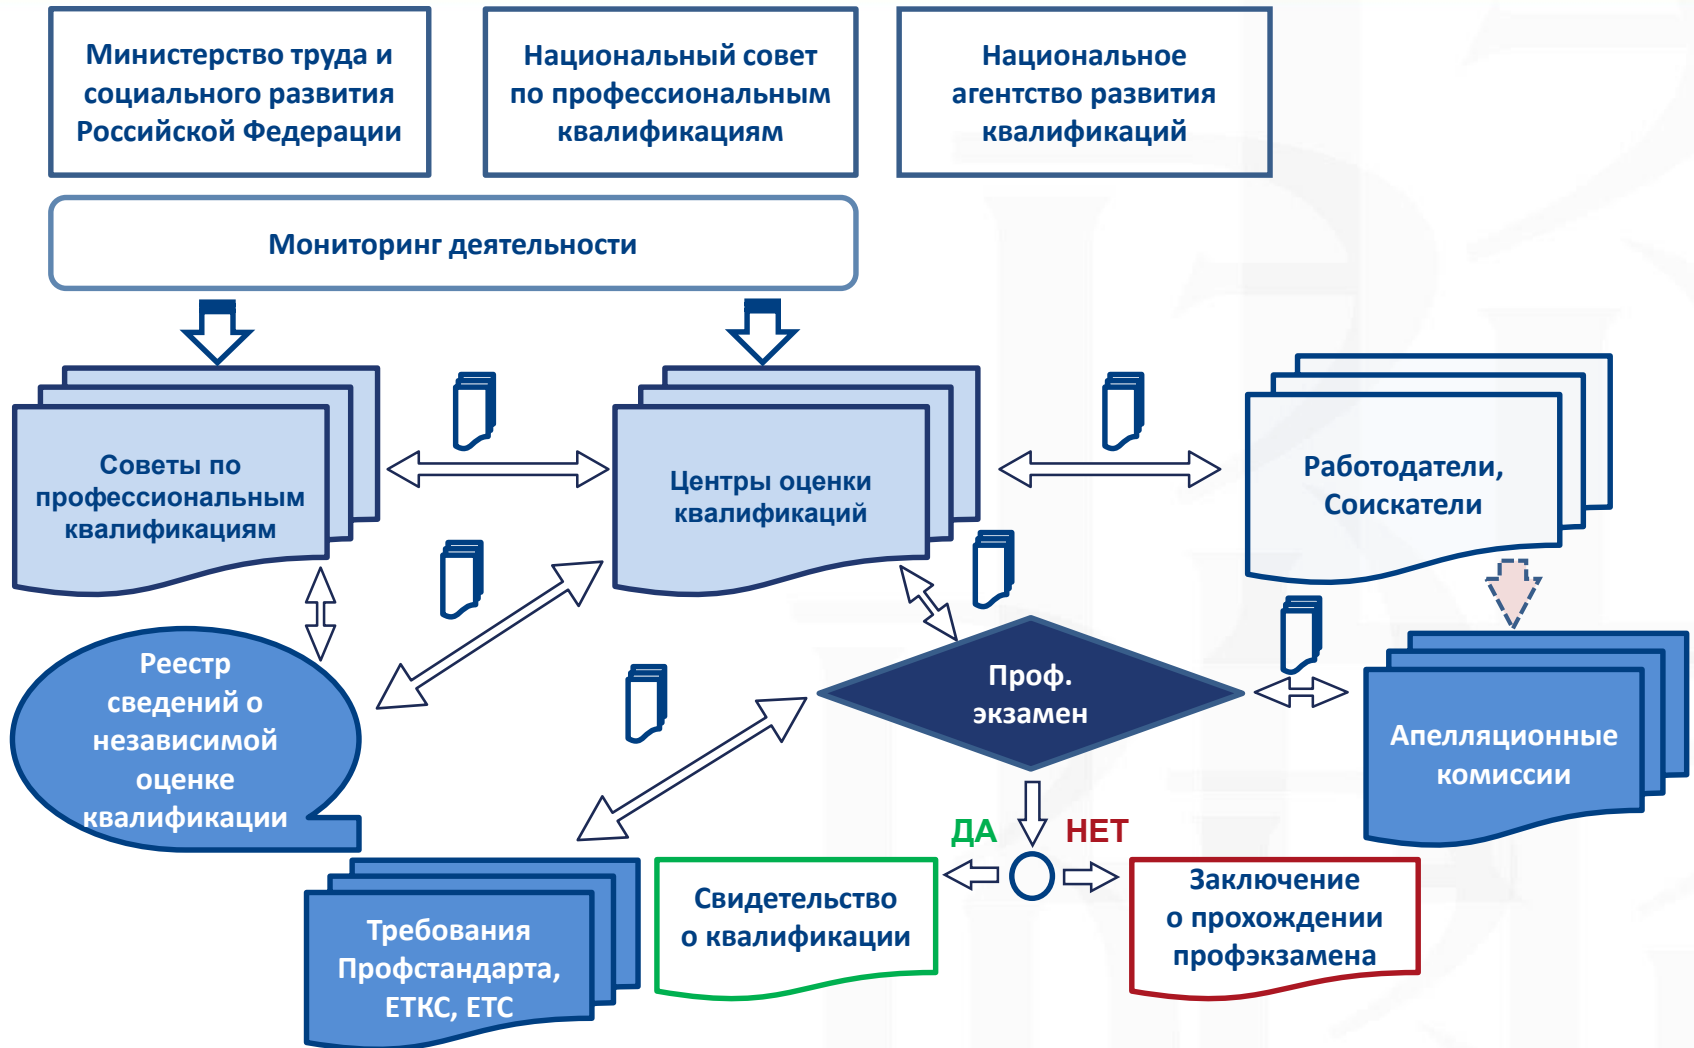 Министерство труда и
социального развития
Российской Федерации
Национальный совет
по профессиональным
квалификациям
Национальное
агентство развития
квалификаций
Мониторинг деятельности
Советы по
профессиональным
квалификациям
Центры оценки
квалификаций
Работодатели,
Соискатели
Реестр
сведений о
независимой
оценке
квалификации
Проф.
экзамен
Апелляционные
комиссии
ДА
НЕТ
Требования
Профстандарта,
ЕТКС, ЕТС
Свидетельство
о квалификации
Заключение
о прохождении
профэкзамена